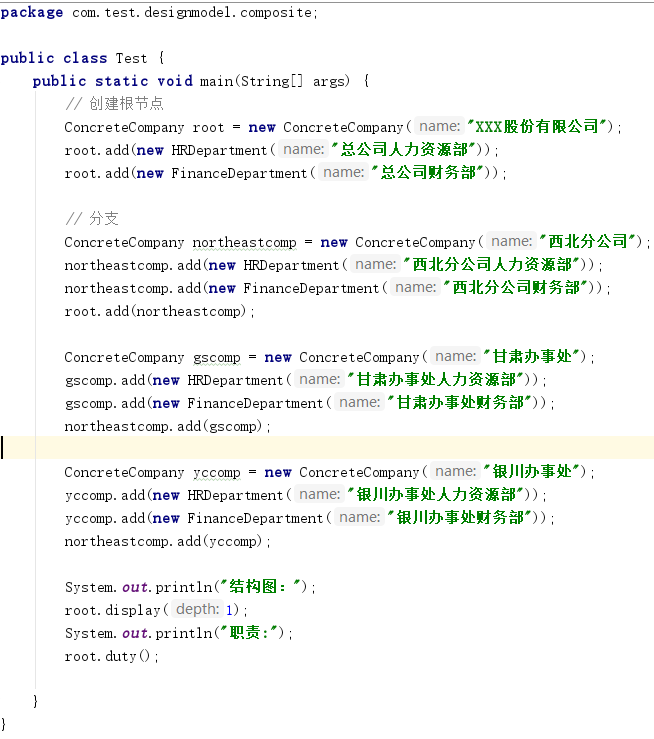 package com.test.designmodel.composite;
public class Test {
public static void main(String[] args) {
// 创建根节点
ConcreteCompany root = new ConcreteCompany( name: "XXX股份有限公司");
root.add(new HRDepartment( name: "总公司人力资源部"));
root.add(new FinanceDepartment( name: "总公司财务部"));
// 分支
ConcreteCompany northeastcomp = new ConcreteCompany( name: "西北分公司");
northeastcomp.add(new HRDepartment( name: "西北分公司人力资源部"));
northeastcomp.add(new FinanceDepartment( name: "西北分公司财务部"));
root.add(northeastcomp);
ConcreteCompany gscomp = new ConcreteCompany( name: "甘肃办事处");
gscomp.add(new HRDepartment( name: "甘肃办事处人力资源部"));
gscomp.add(new FinanceDepartment( name: "甘肃办事处财务部"));
northeastcomp.add(gscomp);
ConcreteCompany yccomp = new ConcreteCompany( name: "银川办事处");
yccomp.add(new HRDepartment( name: "银川办事处人力资源部"));
yccomp.add(new FinanceDepartment( name: "银川办事处财务部"));
northeastcomp.add(yccomp);
System.out.println("结构图：");
root.display( depth: 1);
System.out.println("职责:");
root.duty();
}
}